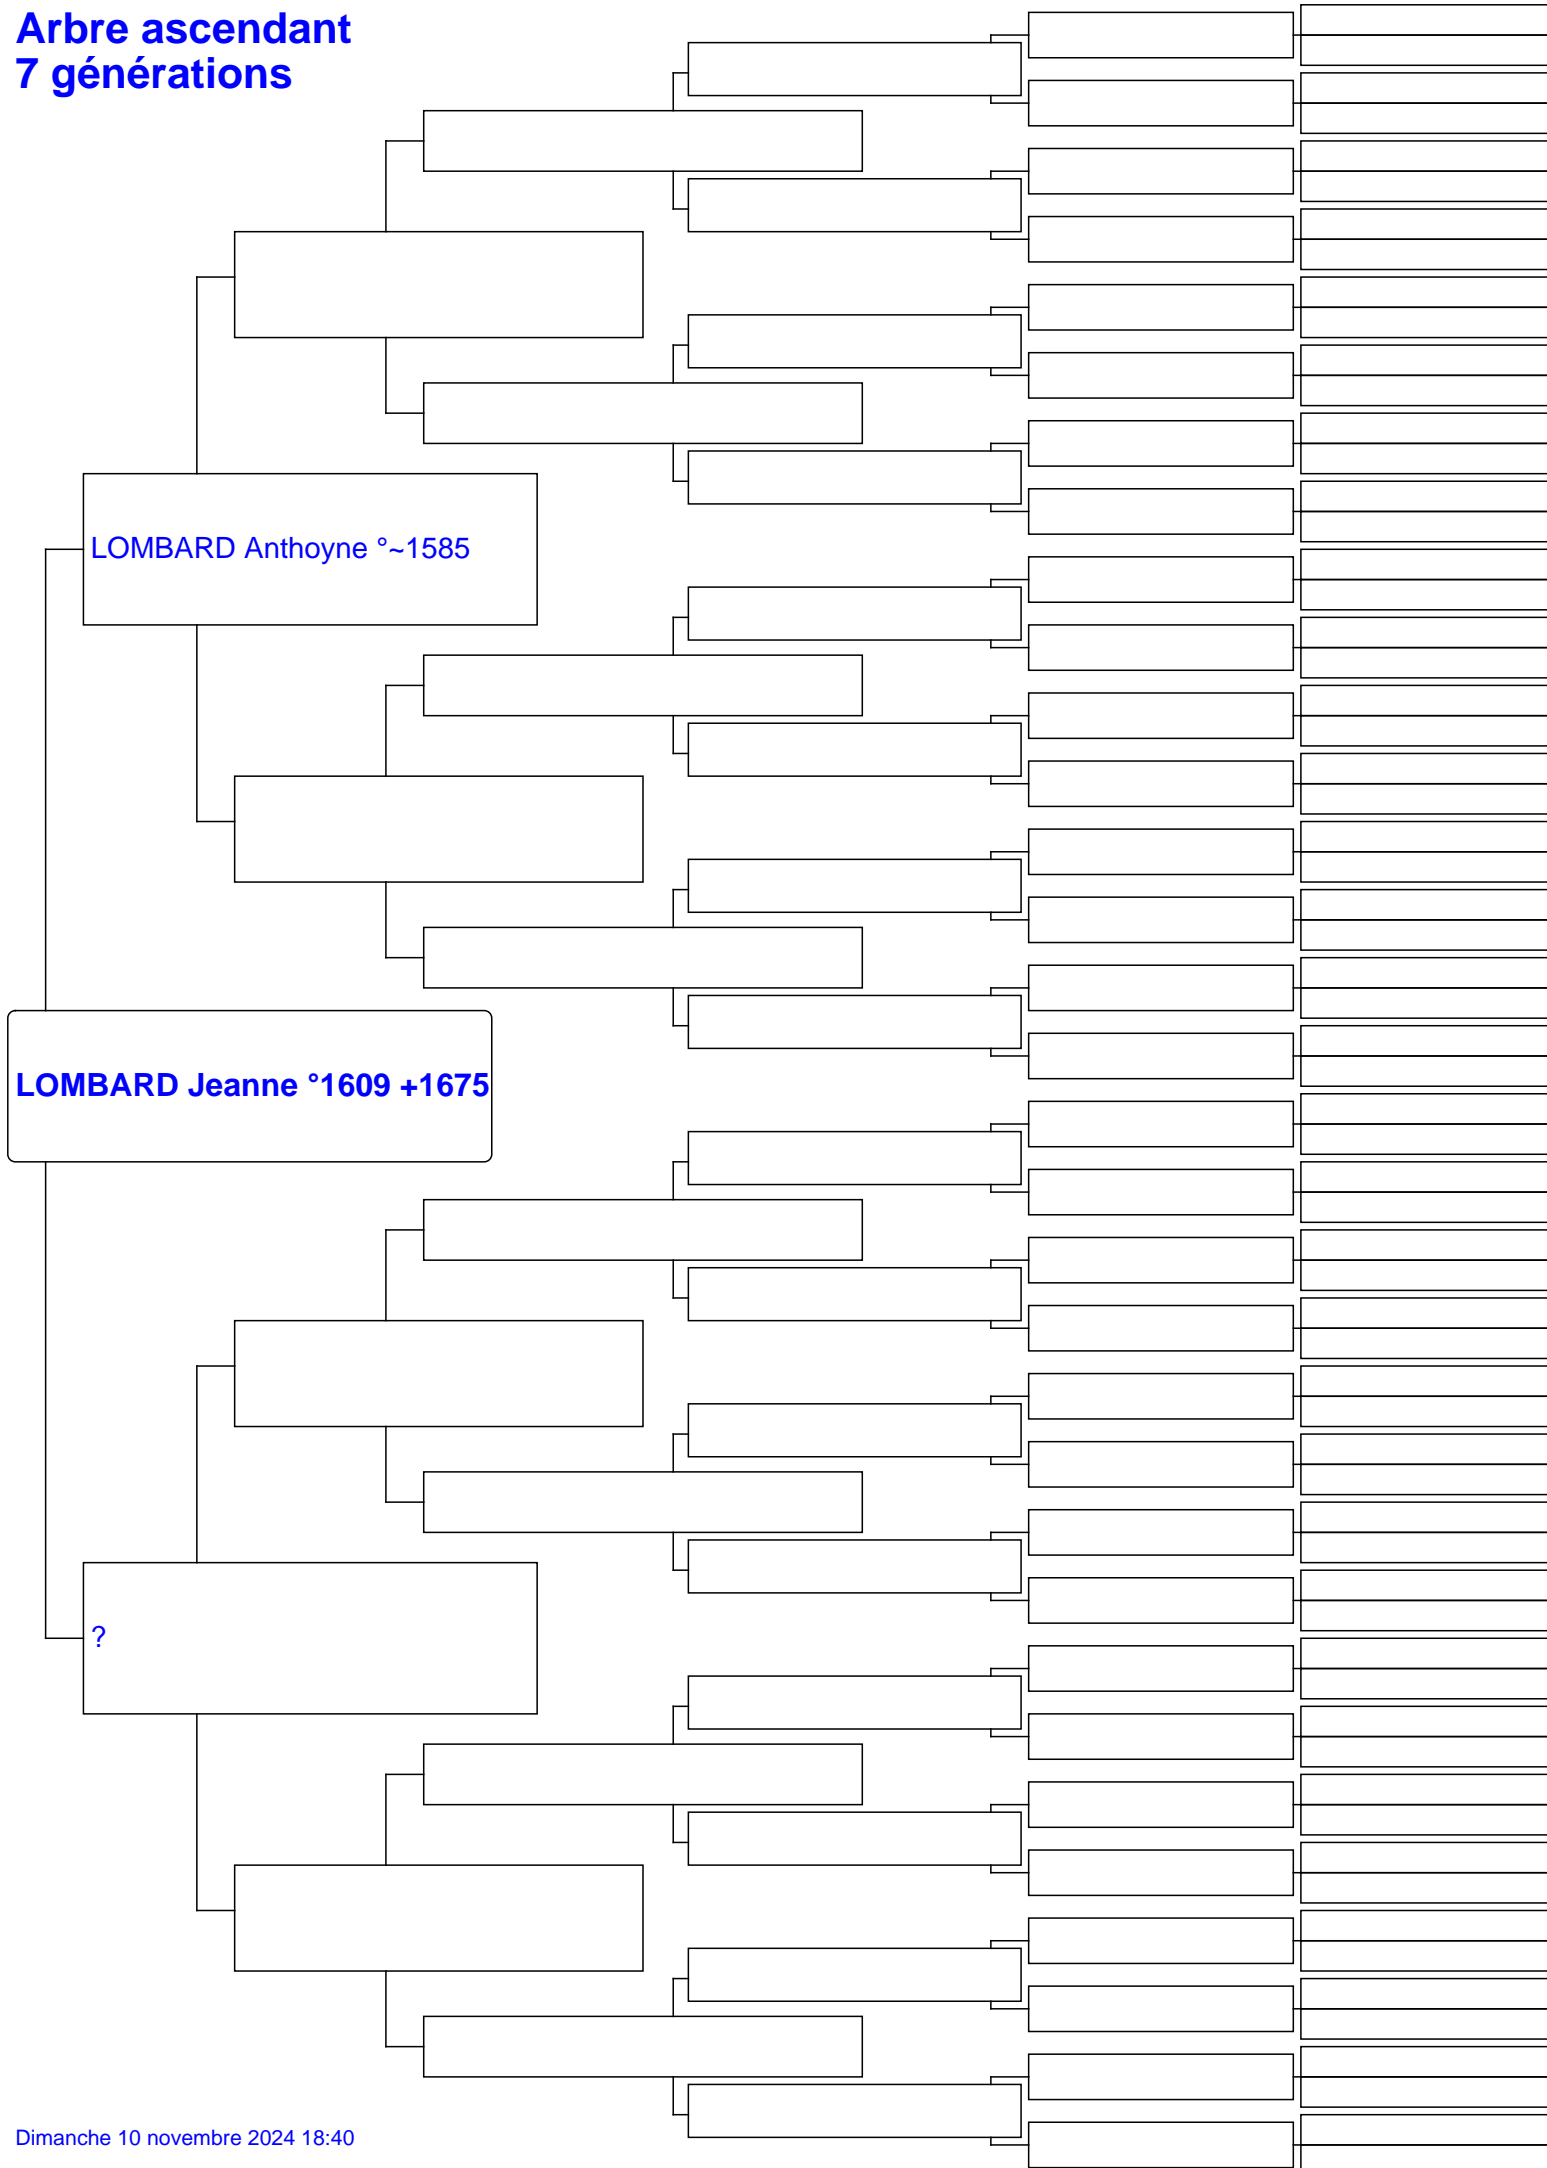 Arbre ascendant
7 générations
LOMBARD Anthoyne °~1585
LOMBARD Jeanne °1609 +1675
?
Dimanche 10 novembre 2024 18:40